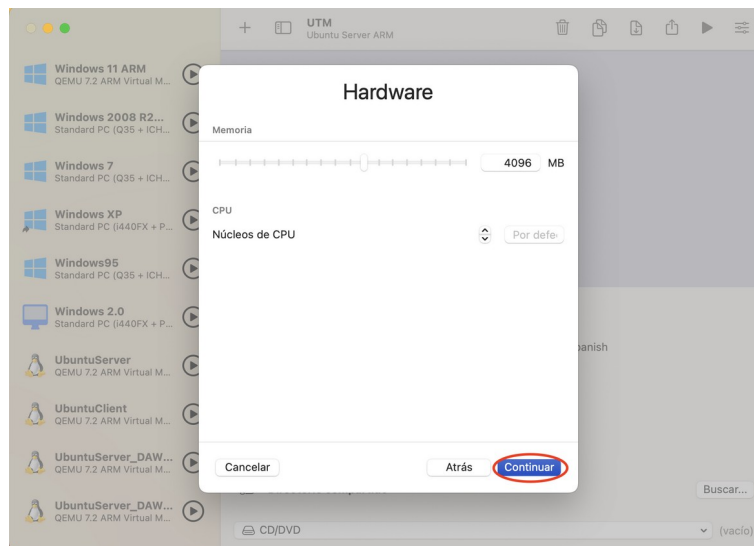 UTM
Ubuntu Server ARM
Windows 11 ARM
QEMU 7.2 ARM Virtual M...
Windows 2008 R2...
Standard PC (Q35 + ICH...
Windows 7
Standard PC (Q35 + ICH...
Windows XP
Standard PC (i440FX + P...
Windows95
Standard PC (Q35 + ICH...
Windows 2.0
Standard PC (i440FX + P...
UbuntuServer
QEMU 7.2 ARM Virtual M...
UbuntuClient
QEMU 7.2 ARM Virtual M...
UbuntuServer_DAW...
QEMU 7.2 ARM Virtual M...
UbuntuServer_DAW...
QEMU 7.2 ARM Virtual M...
Hardware
Memoria
4096 MB
CPU
Núcleos de CPU Por defe
Cancelar Atrás Continuar
panish
Buscar...
CD/DVD (vacío)